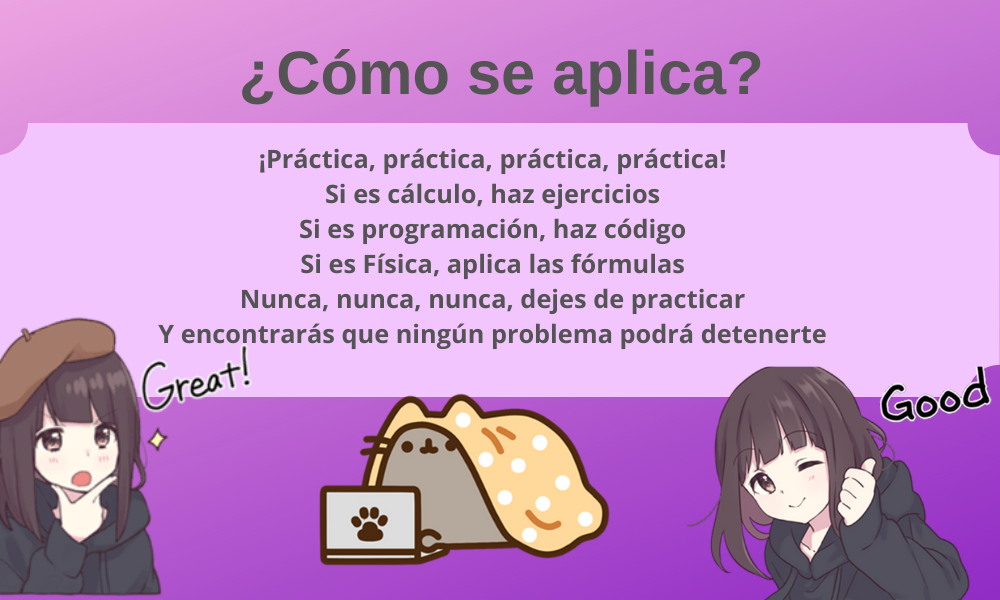 ¿Cómo se aplica?
¡Práctica, práctica, práctica, práctica!
Si es cálculo, haz ejercicios
Si es programación, haz código
Si es Física, aplica las fórmulas
Nunca, nunca, nunca, dejes de practicar
Y encontrarás que ningún problema podrá detenerte
Great!
Good